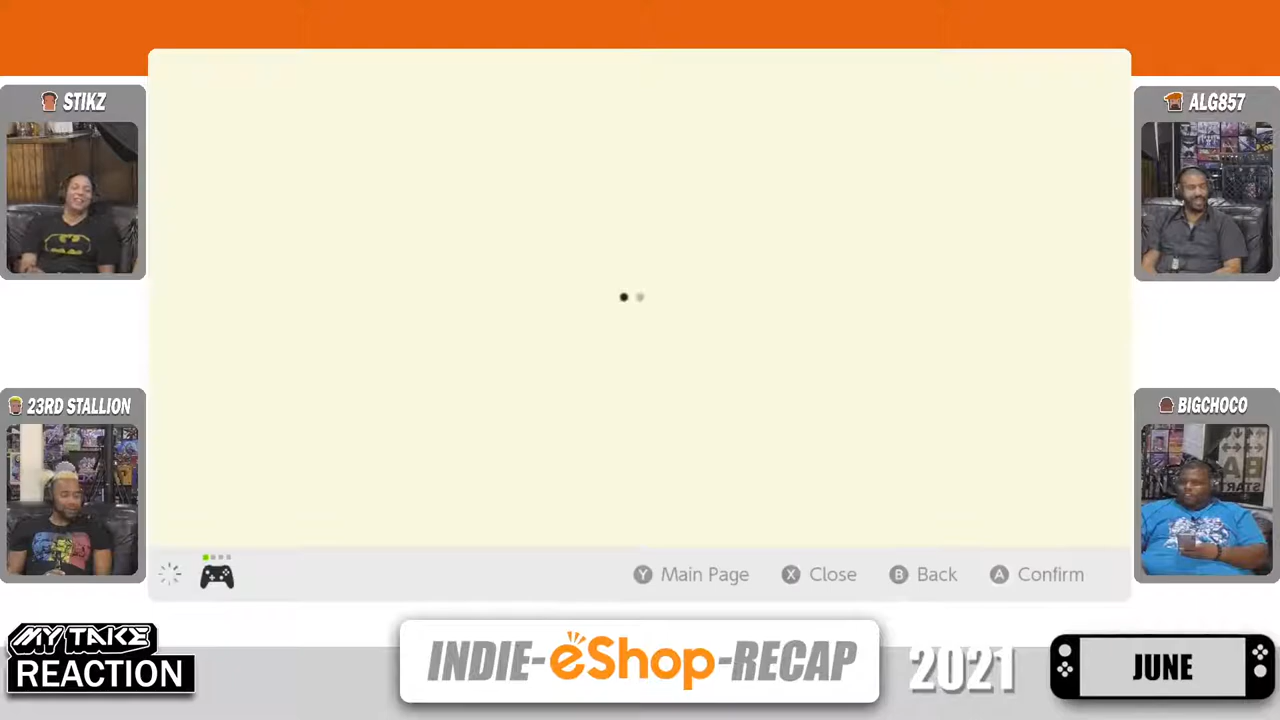 STIKZ
ALG857
23RD STALLION
BIGCHOCO
Y Main Page X Close B Back A Confirm
MY TAKE
REACTION
INDIE-eShop-RECAP
2021
JUNE